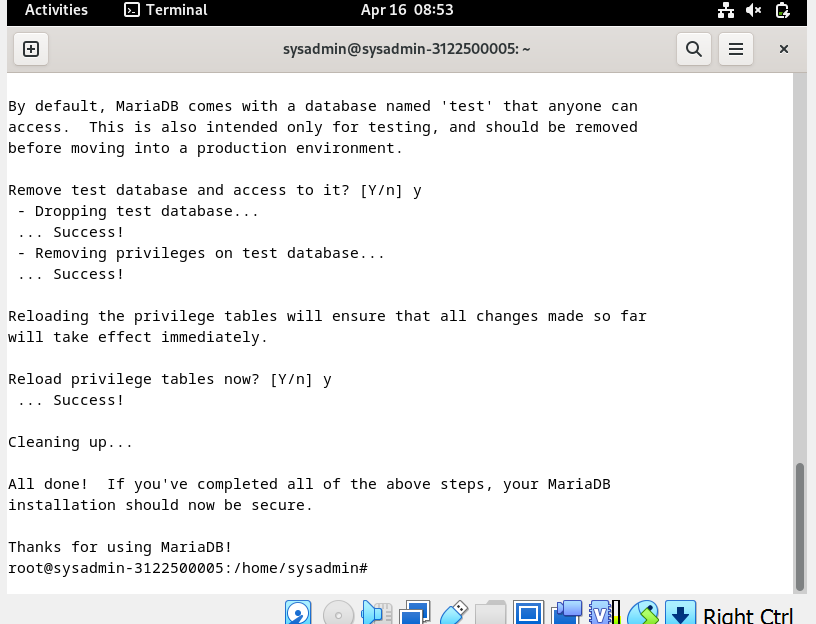 Activities Terminal Apr 16 08:53
sysadmin@sysadmin-3122500005: ~
By default, MariaDB comes with a database named 'test' that anyone can
access.  This is also intended only for testing, and should be removed
before moving into a production environment.
Remove test database and access to it? [Y/n] y
 - Dropping test database...
 ... Success!
 - Removing privileges on test database...
 ... Success!
Reloading the privilege tables will ensure that all changes made so far
will take effect immediately.
Reload privilege tables now? [Y/n] y
 ... Success!
Cleaning up...
All done!  If you've completed all of the above steps, your MariaDB
installation should now be secure.
Thanks for using MariaDB!
root@sysadmin-3122500005:/home/sysadmin#
Right Ctrl